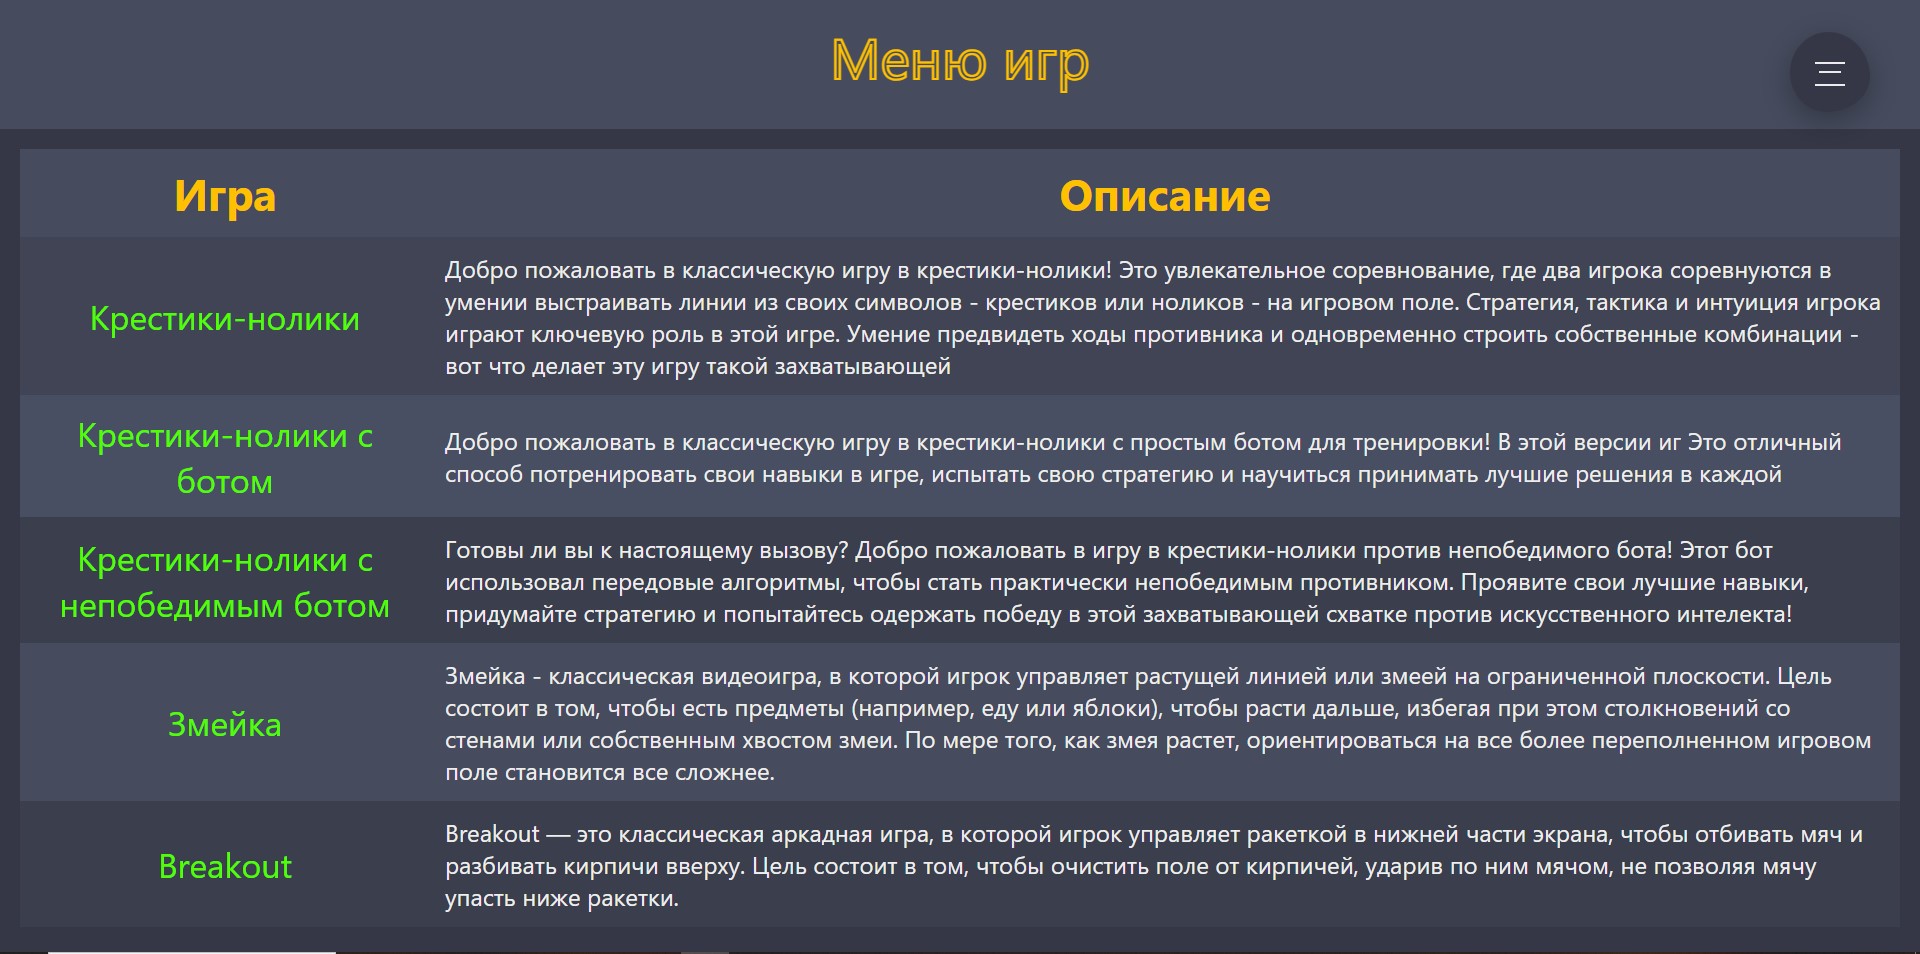 Меню игр
Игра
Описание
Крестики-нолики
Добро пожаловать в классическую игру в крестики-нолики! Это увлекательное соревнование, где два игрока соревнуются в
умении выстраивать линии из своих символов - крестиков или ноликов - на игровом поле. Стратегия, тактика и интуиция игрока
играют ключевую роль в этой игре. Умение предвидеть ходы противника и одновременно строить собственные комбинации -
вот что делает эту игру такой захватывающей
Крестики-нолики с
ботом
Добро пожаловать в классическую игру в крестики-нолики с простым ботом для тренировки! В этой версии иг Это отличный
способ потренировать свои навыки в игре, испытать свою стратегию и научиться принимать лучшие решения в каждой
Крестики-нолики с
непобедимым ботом
Готовы ли вы к настоящему вызову? Добро пожаловать в игру в крестики-нолики против непобедимого бота! Этот бот
использовал передовые алгоритмы, чтобы стать практически непобедимым противником. Проявите свои лучшие навыки,
придумайте стратегию и попытайтесь одержать победу в этой захватывающей схватке против искусственного интелекта!
Змейка
Змейка - классическая видеоигра, в которой игрок управляет растущей линией или змеей на ограниченной плоскости. Цель
состоит в том, чтобы есть предметы (например, еду или яблоки), чтобы расти дальше, избегая при этом столкновений со
стенами или собственным хвостом змеи. По мере того, как змея растет, ориентироваться на все более переполненном игровом
поле становится все сложнее.
Breakout
Breakout — это классическая аркадная игра, в которой игрок управляет ракеткой в нижней части экрана, чтобы отбивать мяч и
разбивать кирпичи вверху. Цель состоит в том, чтобы очистить поле от кирпичей, ударив по ним мячом, не позволяя мячу
упасть ниже ракетки.